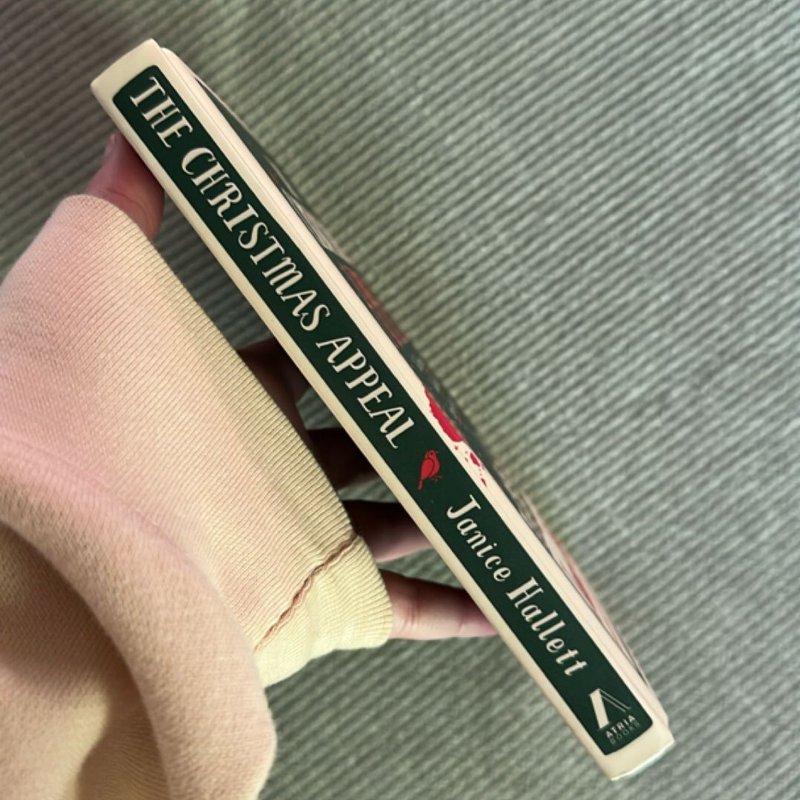 THE CHRISTMAS APPEAL
Janice Hallett
ATRIA
BOOKS